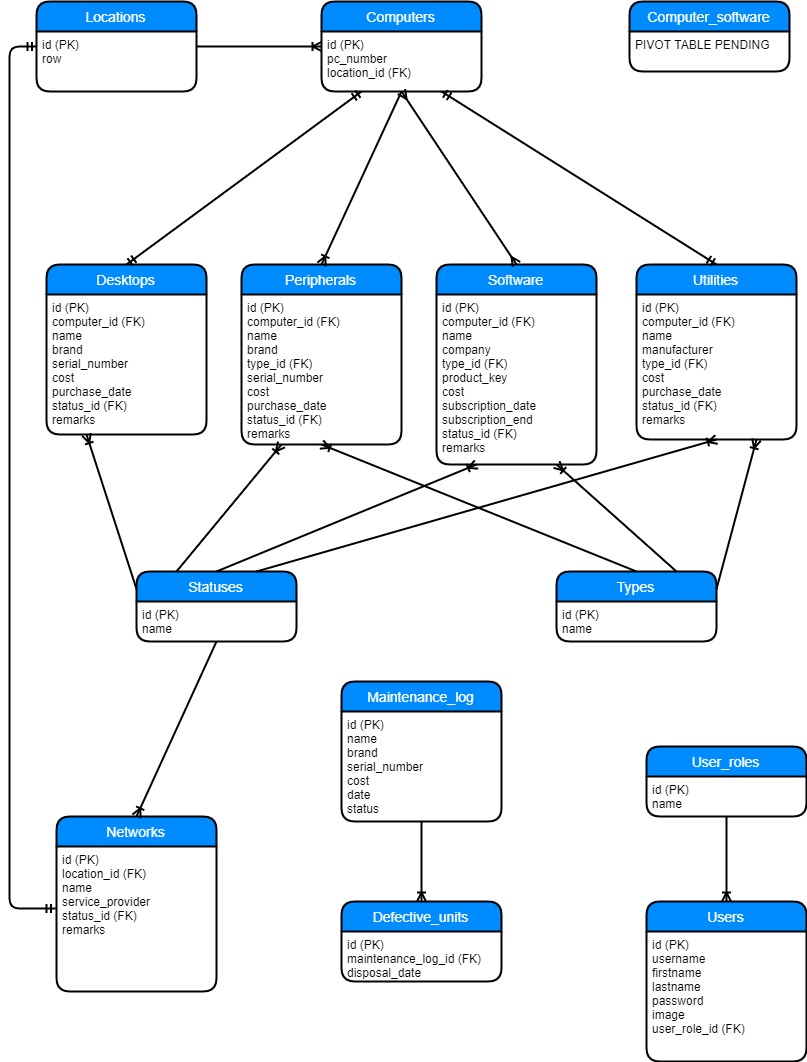 Locations
id (PK)
row
Computers
id (PK)
pc_number
location_id (FK)
Computer_software
PIVOT TABLE PENDING
Desktops
id (PK)
computer_id (FK)
name
brand
serial_number
cost
purchase_date
status_id (FK)
remarks
Peripherals
id (PK)
computer_id (FK)
name
brand
type_id (FK)
serial_number
cost
purchase_date
status_id (FK)
remarks
Software
id (PK)
computer_id (FK)
name
company
type_id (FK)
product_key
cost
subscription_date
subscription_end
status_id (FK)
remarks
Utilities
id (PK)
computer_id (FK)
name
manufacturer
type_id (FK)
cost
purchase_date
status_id (FK)
remarks
Statuses
id (PK)
name
Types
id (PK)
name
Maintenance_log
id (PK)
name
brand
serial_number
cost
date
status
User_roles
id (PK)
name
Networks
id (PK)
location_id (FK)
name
service_provider
status_id (FK)
remarks
Defective_units
id (PK)
maintenance_log_id (FK)
disposal_date
Users
id (PK)
username
firstname
lastname
password
image
user_role_id (FK)